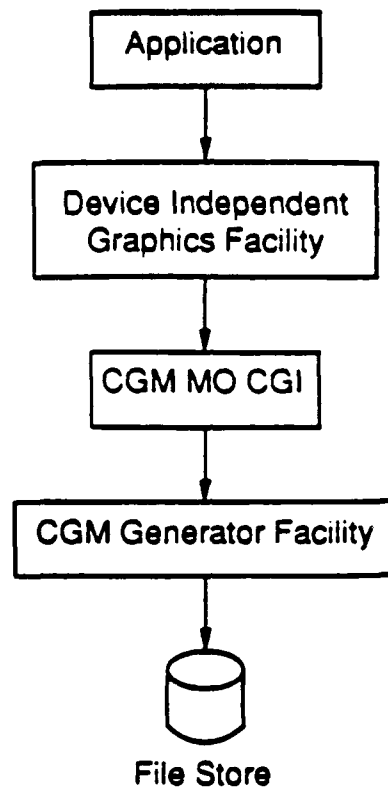 Application
Device Independent
Graphics Facility
CGM MO CGI
CGM Generator Facility
File Store